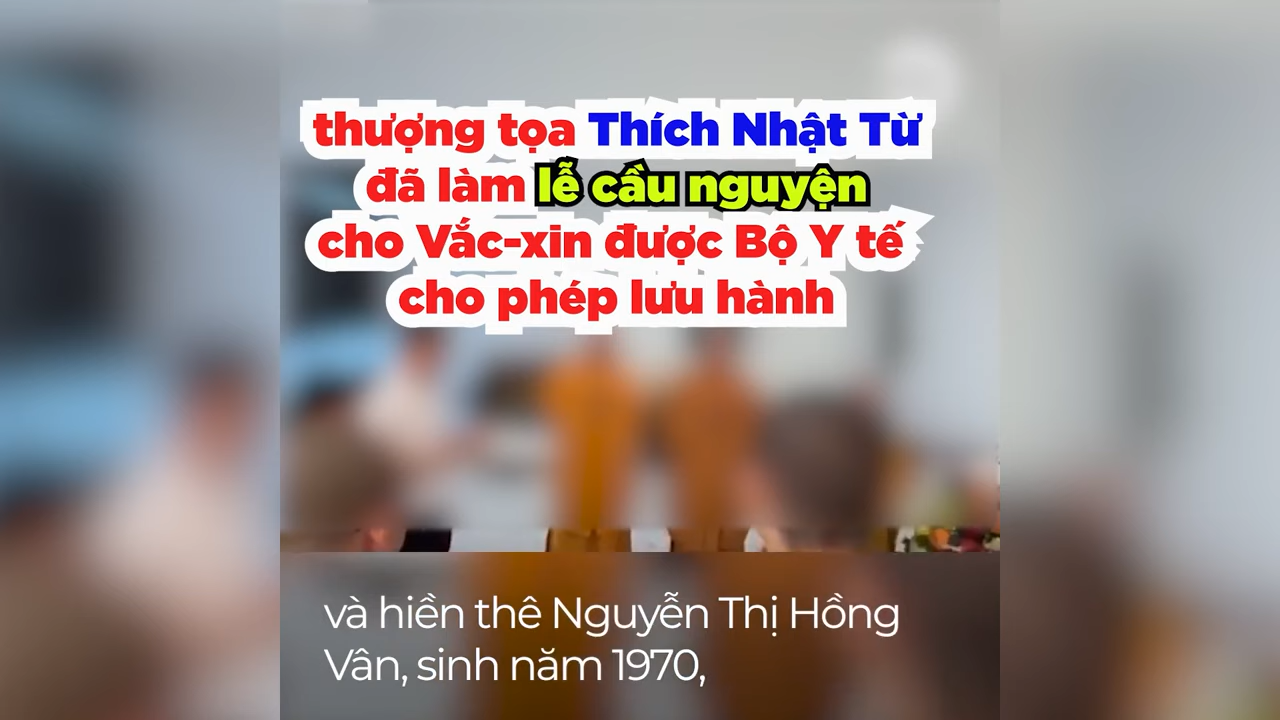 thượng tọa Thích Nhật Từ
đã làm lễ cầu nguyện
cho Vắc-xin được Bộ Y tế
cho phép lưu hành
và hiền thê Nguyễn Thị Hồng
Vân, sinh năm 1970,